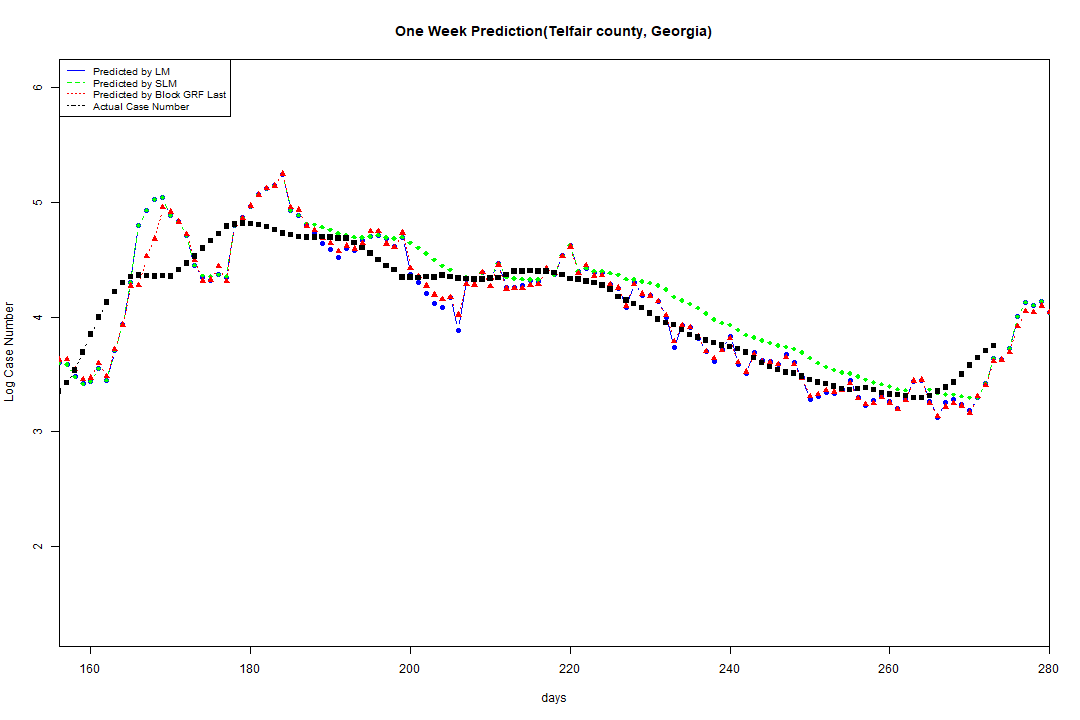 One Week Prediction(Telfair county, Georgia)
Predicted by LM
Predicted by SLM
Predicted by Block GRF Last
Actual Case Number
6
5
4
3
2
Log Case Number
160 180 200 220 240 260 280
days